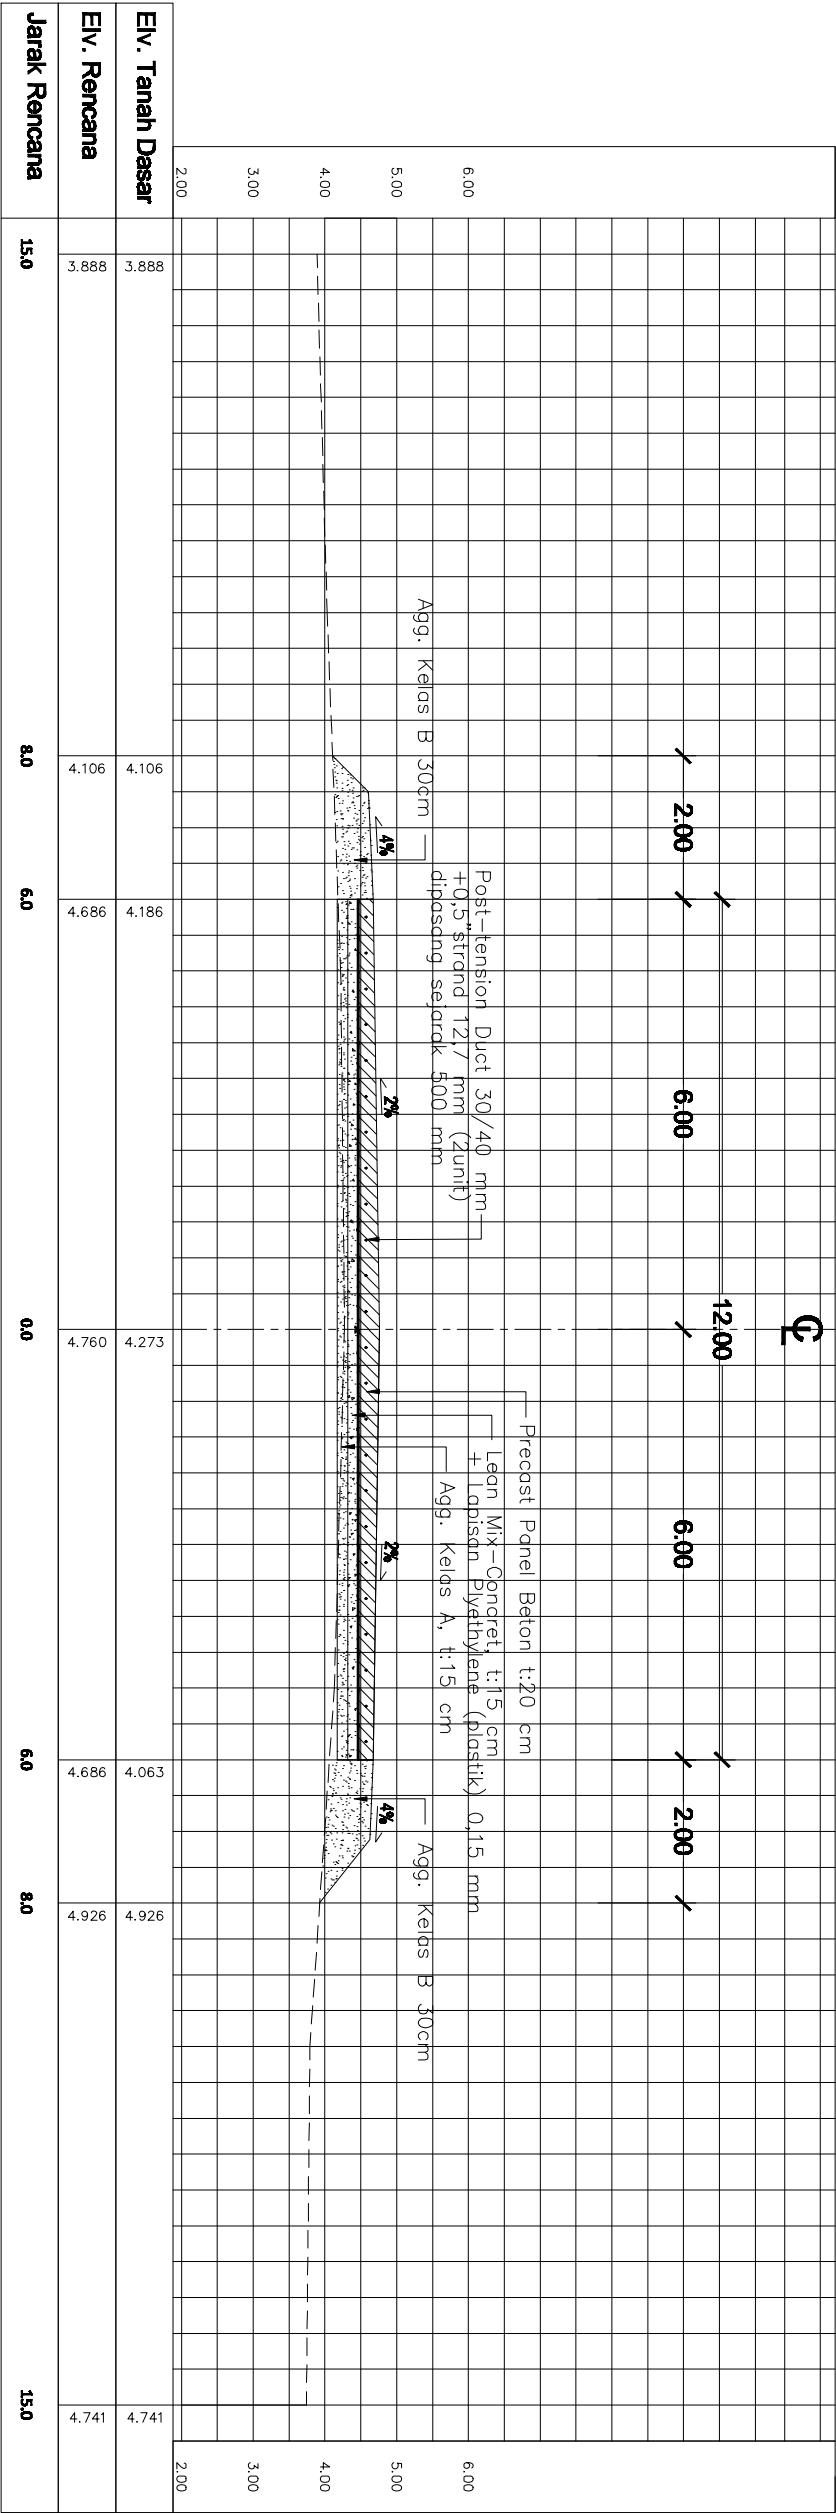 CL
12.00
2.00
6.00
6.00
2.00
6.00
5.00
4.00
3.00
2.00
6.00
5.00
4.00
3.00
2.00
Precast Panel Beton t:20 cm
Lean Mix-Concret, t:15 cm
+ Lapisan Plyethylene (plastik) 0,15 mm
Agg. Kelas A, t:15 cm
Post-tension Duct 30/40 mm
+0,5"strand 12,7 mm (2unit)
dipasang sejarak 500 mm
Agg. Kelas B 30cm
Agg. Kelas B 30cm
4%
2%
2%
4%
Elv. Tanah Dasar 3.888 4.106 4.186 4.273 4.063 4.926 4.741
Elv. Rencana 3.888 4.106 4.686 4.760 4.686 4.926 4.741
Jarak Rencana 15.0 8.0 6.0 0.0 6.0 8.0 15.0